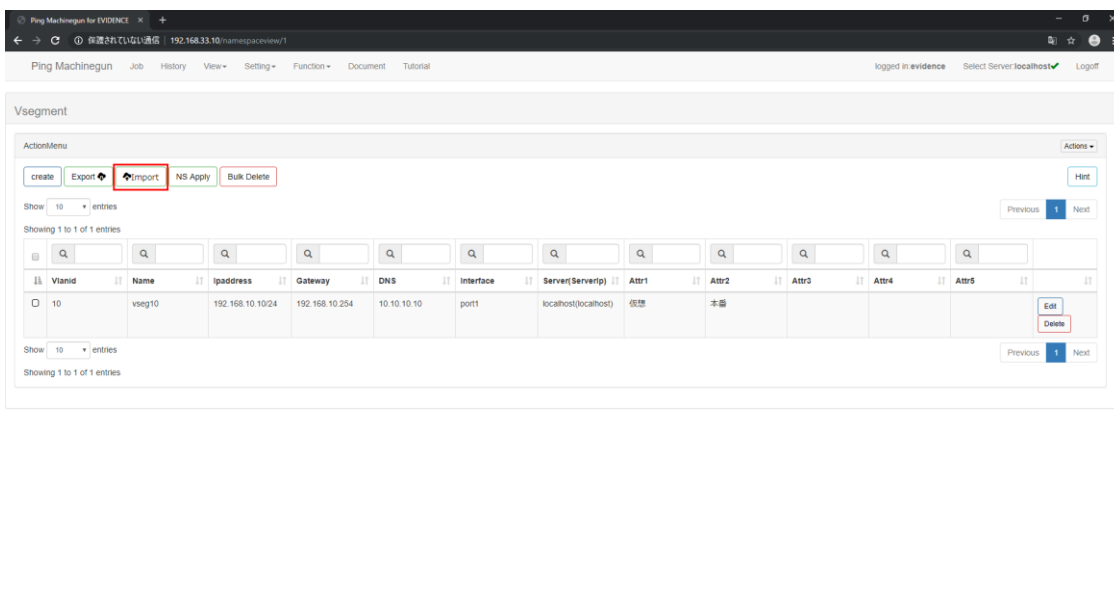 Ping Machinegun for EVIDENCE
保護されていない通信 | 192.168.33.10/namespaceview/1
Ping Machinegun Job History View Setting Function Document Tutorial logged in:evidence Select Server:localhost Logoff
Vsegment
ActionMenu Actions
create Export Import NS Apply Bulk Delete Hint
Show 10 entries Previous 1 Next
Showing 1 to 1 of 1 entries
Vlanid Name Ipaddress Gateway DNS Interface Server(ServerIp) Attr1 Attr2 Attr3 Attr4 Attr5
10 vseg10 192.168.10.10/24 192.168.10.254 10.10.10.10 port1 localhost(localhost) 仮想 本番 Edit
Delete
Show 10 entries Previous 1 Next
Showing 1 to 1 of 1 entries